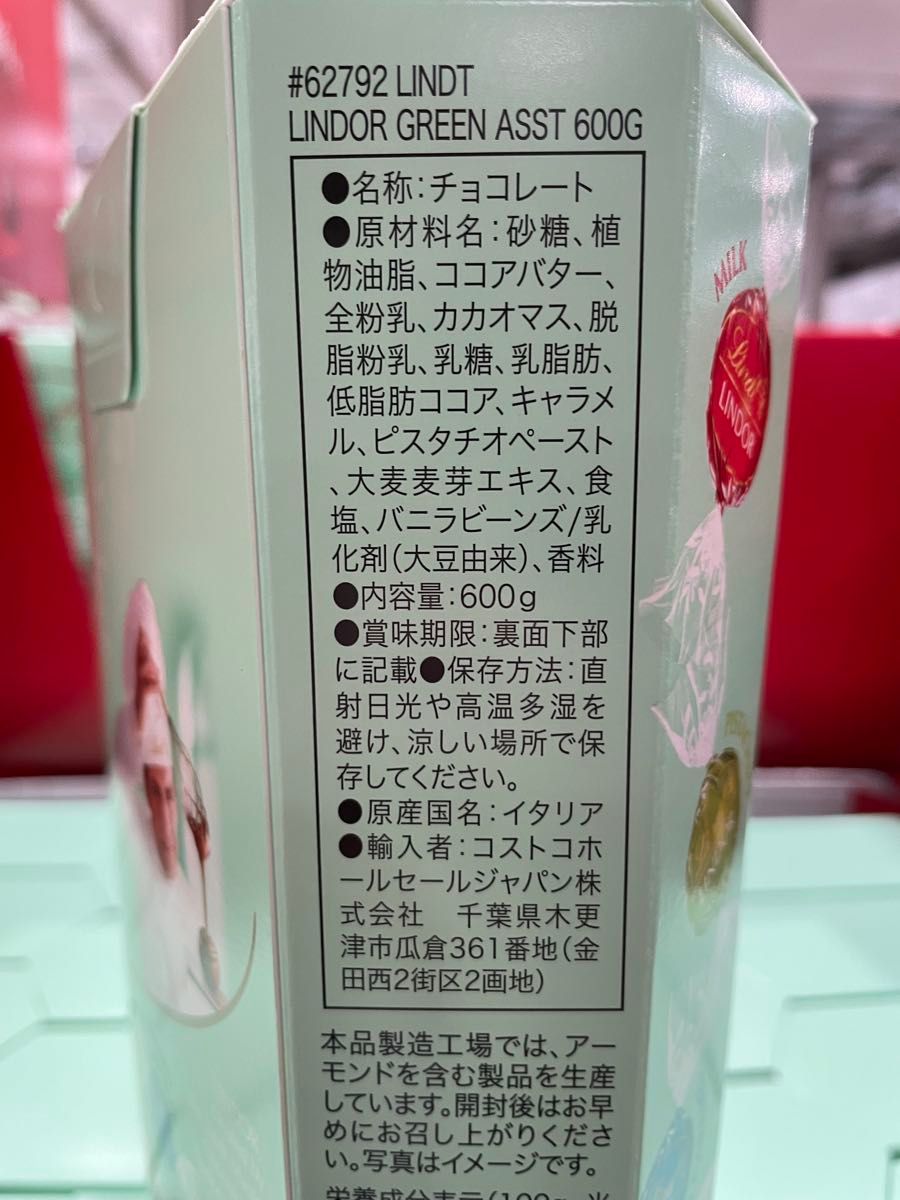 #62792 LINDT
LINDOR GREEN ASST 600G
●名称:チョコレート
●原材料名:砂糖、植
物油脂、ココアバター、
全粉乳、カカオマス、脱
脂粉乳、乳糖、乳脂肪、
低脂肪ココア、キャラメ
ル、ピスタチオペースト
、大麦麦芽エキス、食
塩、バニラビーンズ/乳
化剤(大豆由来)、香料
●内容量:600g
●賞味期限:裏面下部
に記載●保存方法:直
射日光や高温多湿を
避け、涼しい場所で保
存してください。
●原産国名:イタリア
●輸入者:コストコホ
ールセールジャパン株
式会社 千葉県木更
津市瓜倉361番地(金
田西2街区2画地)
本品製造工場では、アー
モンドを含む製品を生産
しています。開封後はお早
めにお召し上がりくださ
い。写真はイメージです。
栄養成分表示(100g
MILK
Lindt
LINDOR